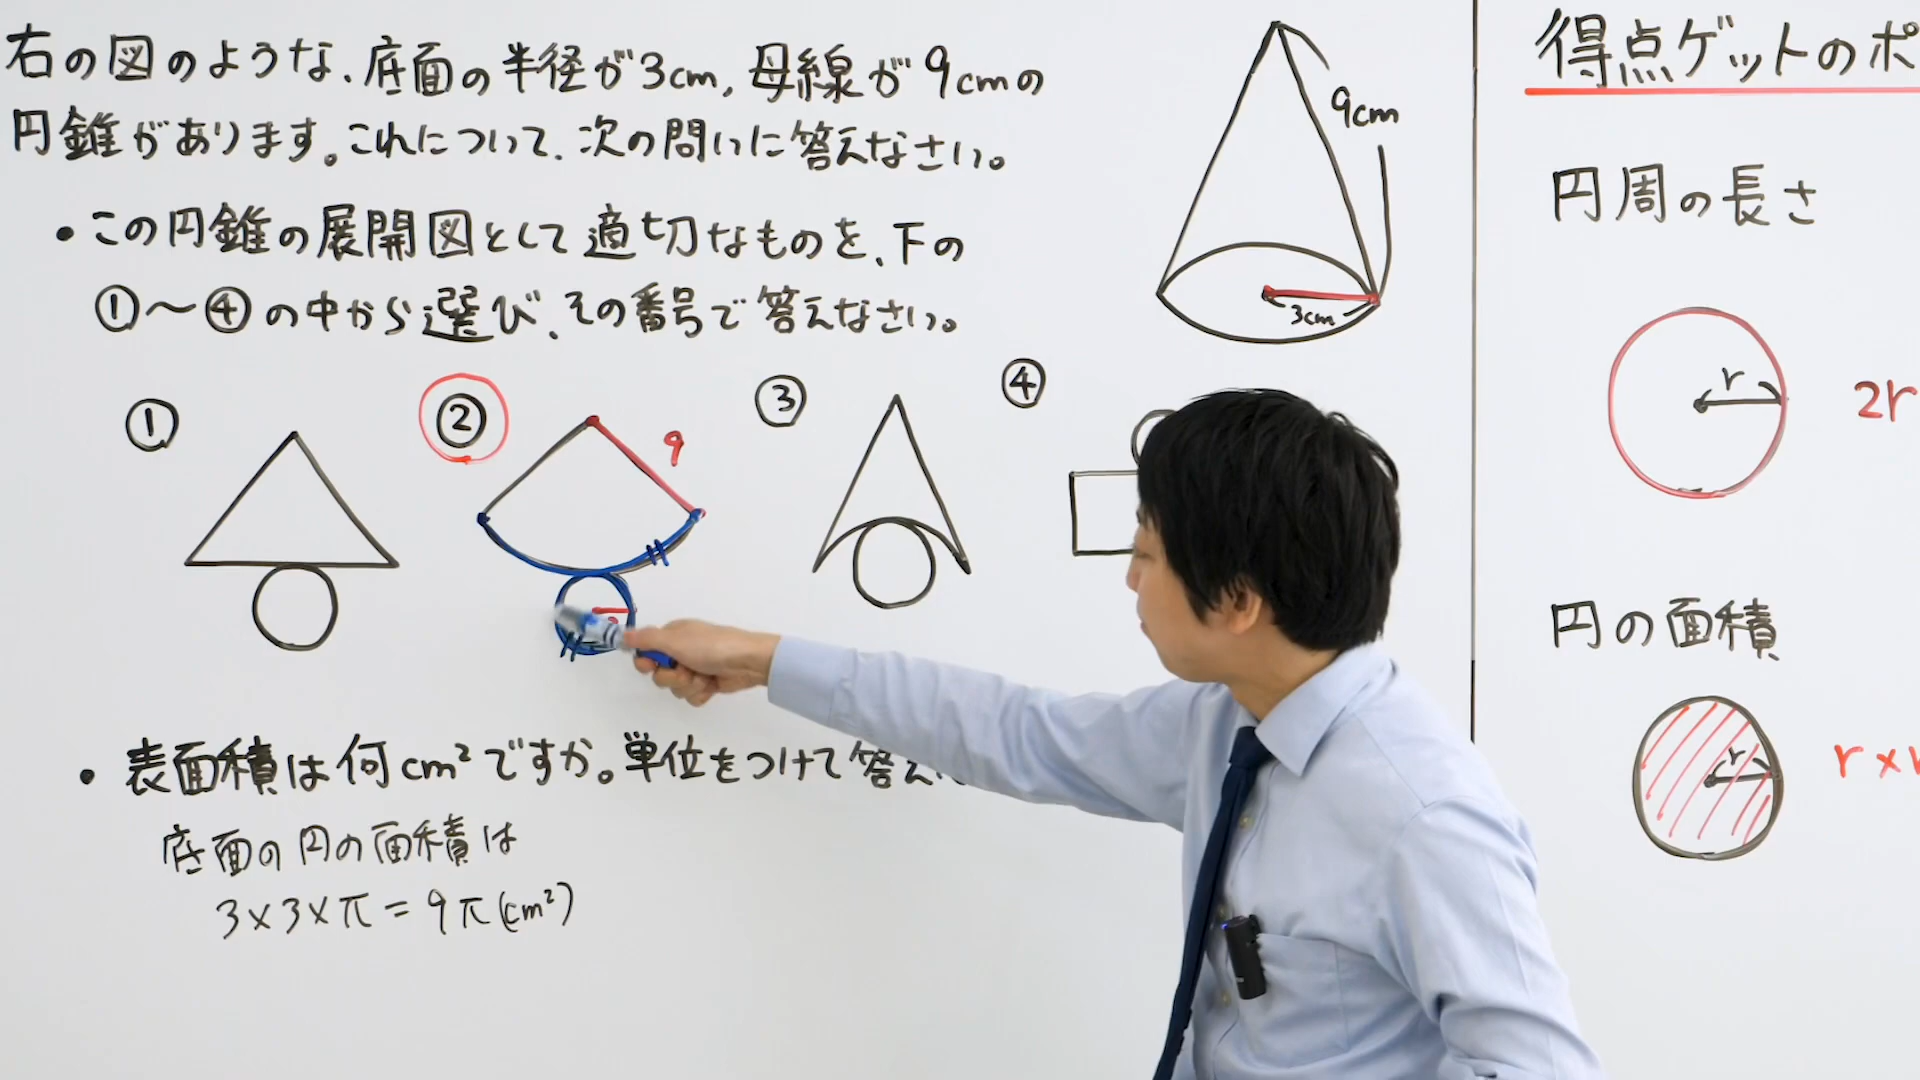 右の図のような、底面の半径が3cm, 母線が9cmの
円錐があります。これについて、次の問いに答えなさい。
・この円錐の展開図として適切なものを、下の
①〜④の中から選び、その番号で答えなさい。
9cm
3cm
①
②
9
③
④
・表面積は何cm²ですか。単位をつけて答え
底面の円の面積は
3×3×π=9π(cm²)
得点ゲットのポ
円周の長さ
r
2r
円の面積
r
r×